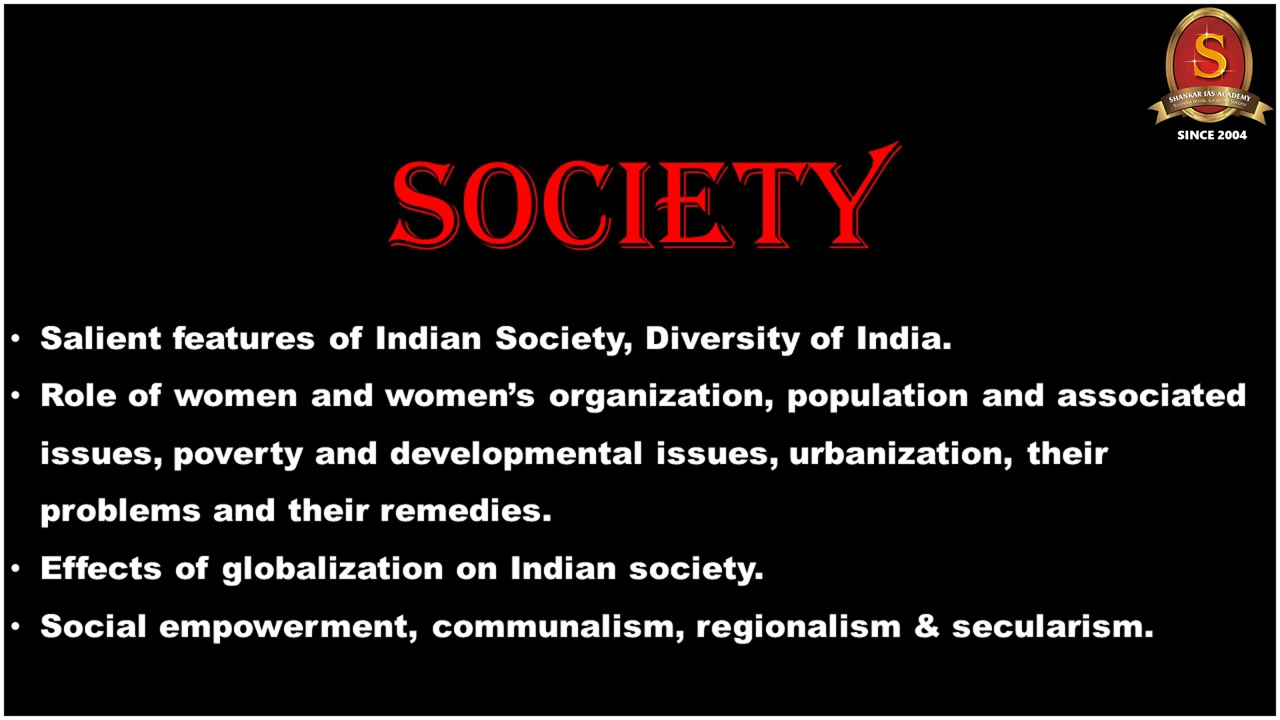 S
SHANKAR IAS ACADEMY
SINCE 2004
SOCIETY
• Salient features of Indian Society, Diversity of India.
• Role of women and women’s organization, population and associated
issues, poverty and developmental issues, urbanization, their
problems and their remedies.
• Effects of globalization on Indian society.
• Social empowerment, communalism, regionalism & secularism.